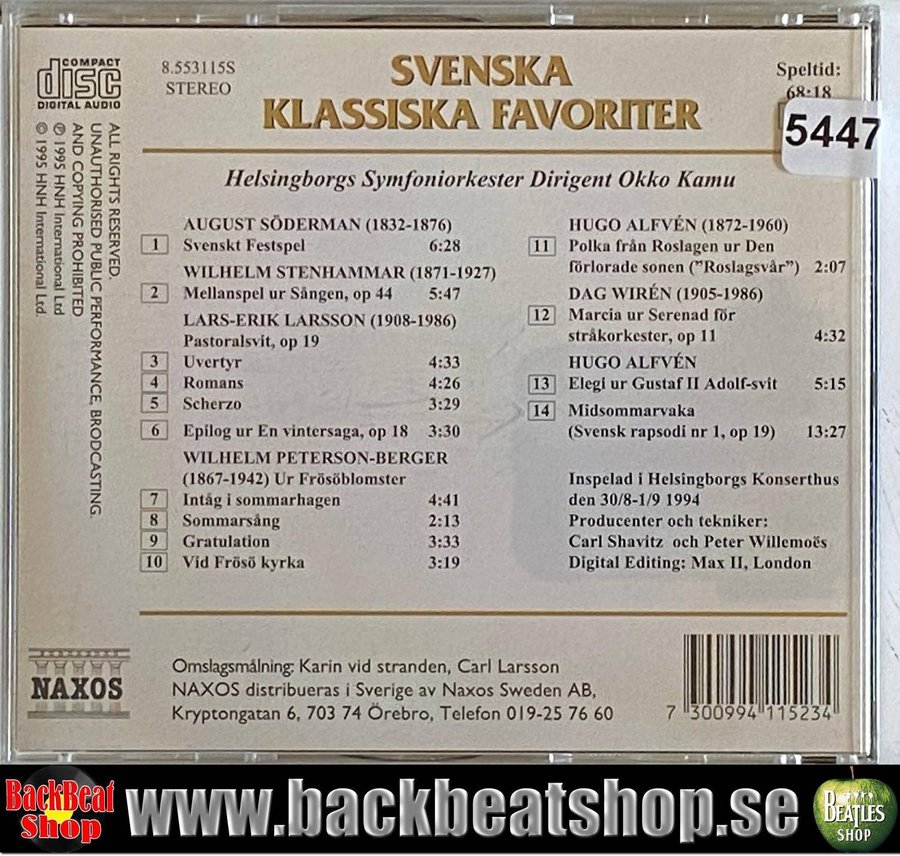 COMPACT
disc
DIGITAL AUDIO
8.553115S
STEREO
SVENSKA
KLASSISKA FAVORITER
Speltid:
68:18
5447
Helsingborgs Symfoniorkester Dirigent Okko Kamu
ALL RIGHTS RESERVED.
UNAUTHORISED PUBLIC PERFORMANCE, BRODCASTING
AND COPYING PROHIBITED
℗ 1995 HNH International Ltd
© 1995 HNH International Ltd.
AUGUST SÖDERMAN (1832-1876)
1 Svenskt Festspel 6:28
WILHELM STENHAMMAR (1871-1927)
2 Mellanspel ur Sången, op 44 5:47
LARS-ERIK LARSSON (1908-1986)
Pastoralsvit, op 19
3 Uvertyr 4:33
4 Romans 4:26
5 Scherzo 3:29
6 Epilog ur En vintersaga, op 18 3:30
WILHELM PETERSON-BERGER
(1867-1942) Ur Frösöblomster
7 Intåg i sommarhagen 4:41
8 Sommarsång 2:13
9 Gratulation 3:33
10 Vid Frösö kyrka 3:19
HUGO ALFVÉN (1872-1960)
11 Polka från Roslagen ur Den
förlorade sonen ("Roslagsvår") 2:07
DAG WIRÉN (1905-1986)
12 Marcia ur Serenad för
stråkorkester, op 11 4:32
HUGO ALFVÉN
13 Elegi ur Gustaf II Adolf-svit 5:15
14 Midsommarvaka
(Svensk rapsodi nr 1, op 19) 13:27
Inspelad i Helsingborgs Konserthus
den 30/8-1/9 1994
Producenter och tekniker:
Carl Shavitz och Peter Willemoës
Digital Editing: Max II, London
NAXOS
Omslagsmålning: Karin vid stranden, Carl Larsson
NAXOS distribueras i Sverige av Naxos Sweden AB,
Kryptongatan 6, 703 74 Örebro, Telefon 019-25 76 60
7 300994 115234
BackBeat
Shop
www.backbeatshop.se
BEATLES
SHOP